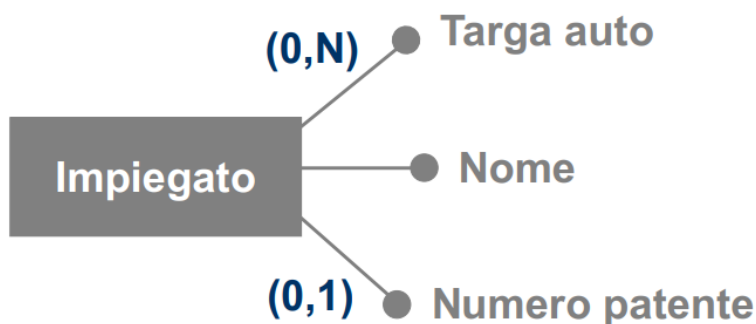 Targa auto
(0,N)
Impiegato
Nome
(0,1)
Numero patente